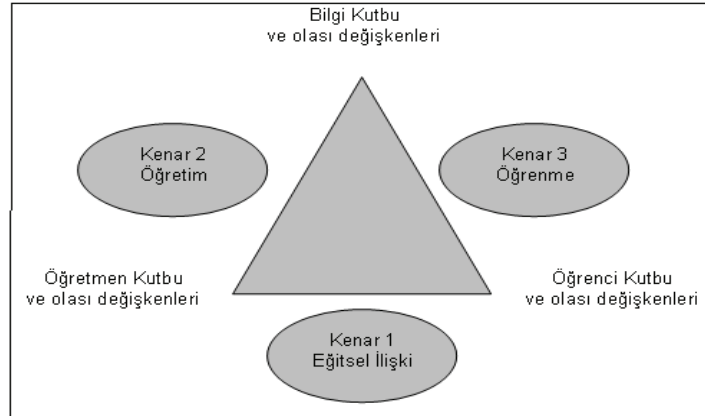 Bilgi Kutbu
ve olası değişkenleri
Kenar 2
Öğretim
Kenar 3
Öğrenme
Öğretmen Kutbu
ve olası değişkenleri
Öğrenci Kutbu
ve olası değişkenleri
Kenar 1
Eğitsel İlişki